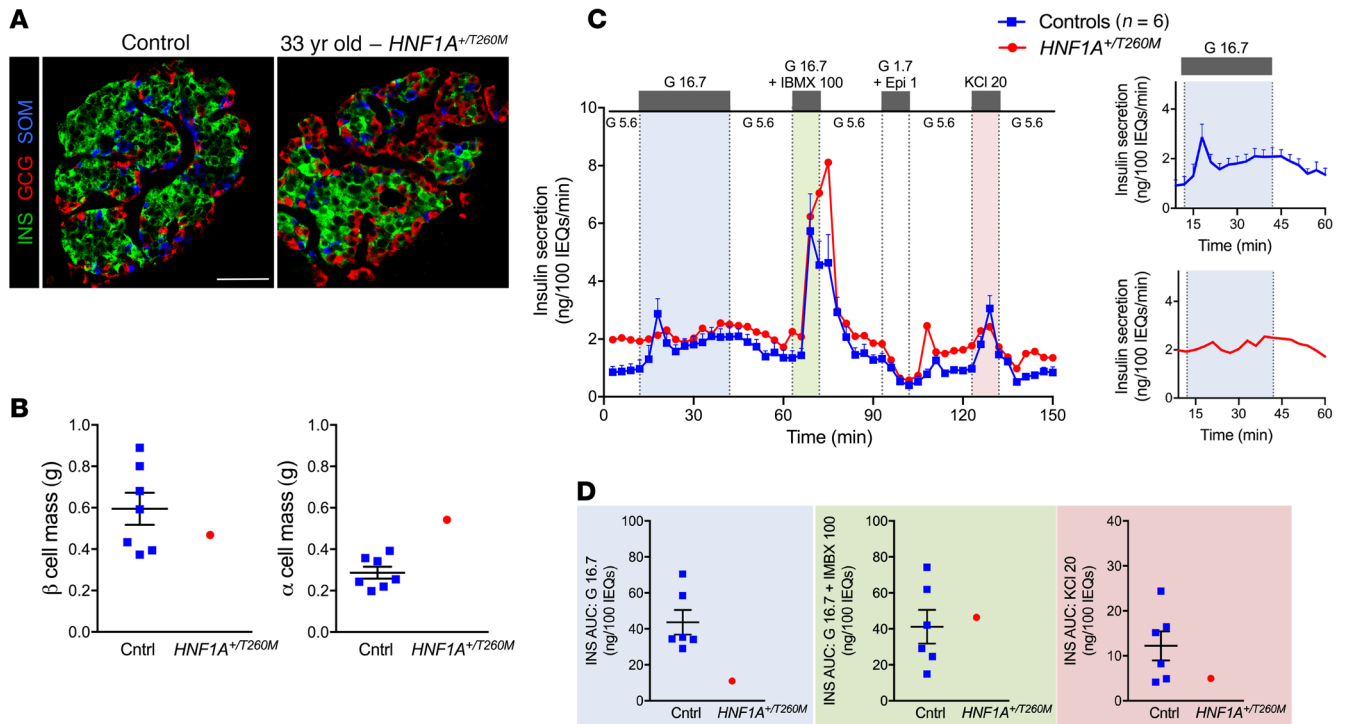 A
Control
33 yr old – HNF1A+/T260M
INS GCG SOM
B
β cell mass (g)
1.0
0.8
0.6
0.4
0.2
0.0
Cntrl
HNF1A+/T260M
α cell mass (g)
1.0
0.8
0.6
0.4
0.2
0.0
Cntrl
HNF1A+/T260M
C
Controls (n = 6)
HNF1A+/T260M
G 16.7
G 16.7
+ IBMX 100
G 1.7
+ Epi 1
KCl 20
G 5.6
G 5.6
G 5.6
G 5.6
G 5.6
Insulin secretion
(ng/100 IEQs/min)
10
8
6
4
2
0
0
30
60
90
120
150
Time (min)
G 16.7
Insulin secretion
(ng/100 IEQs/min)
4
2
0
15
30
45
60
Time (min)
Insulin secretion
(ng/100 IEQs/min)
4
2
0
15
30
45
60
Time (min)
D
INS AUC: G 16.7
(ng/100 IEQs)
100
80
60
40
20
0
Cntrl
HNF1A+/T260M
INS AUC: G 16.7 + IMBX 100
(ng/100 IEQs)
100
80
60
40
20
0
Cntrl
HNF1A+/T260M
INS AUC: KCl 20
(ng/100 IEQs)
40
30
20
10
0
Cntrl
HNF1A+/T260M